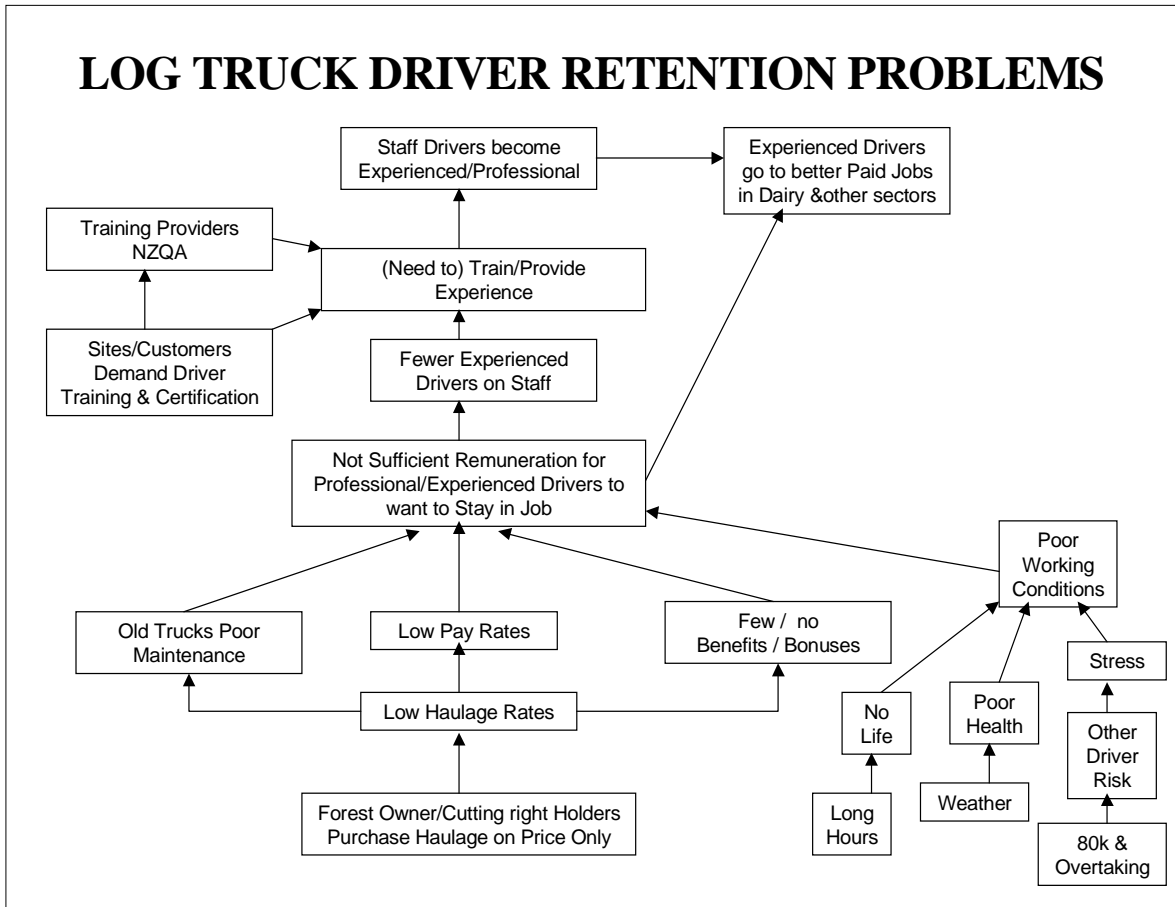 LOG TRUCK DRIVER RETENTION PROBLEMS
Staff Drivers become
Experienced/Professional
Experienced Drivers
go to better Paid Jobs
in Dairy &other sectors
Training Providers
NZQA
(Need to) Train/Provide
Experience
Sites/Customers
Demand Driver
Training & Certification
Fewer Experienced
Drivers on Staff
Not Sufficient Remuneration for
Professional/Experienced Drivers to
want to Stay in Job
Poor
Working
Conditions
Old Trucks Poor
Maintenance
Low Pay Rates
Few / no
Benefits / Bonuses
Stress
Low Haulage Rates
No
Life
Poor
Health
Other
Driver
Risk
Forest Owner/Cutting right Holders
Purchase Haulage on Price Only
Long
Hours
Weather
80k &
Overtaking